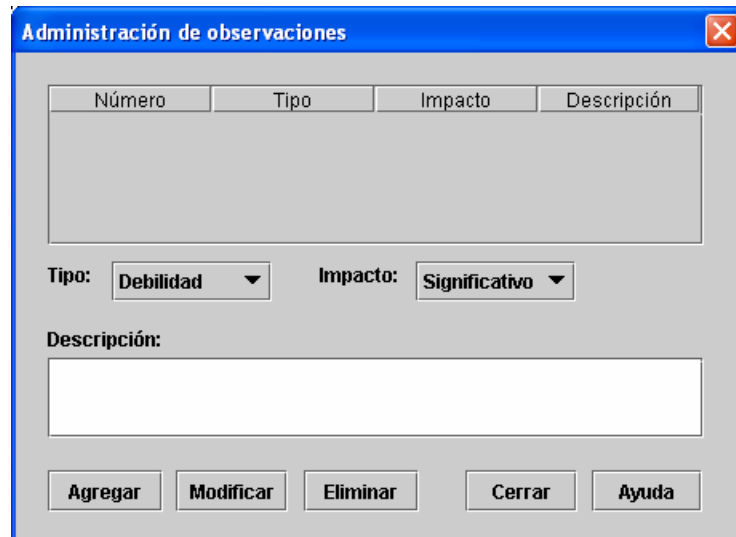 Administración de observaciones
Número Tipo Impacto Descripción
Tipo: Debilidad Impacto: Significativo
Descripción:
Agregar Modificar Eliminar Cerrar Ayuda